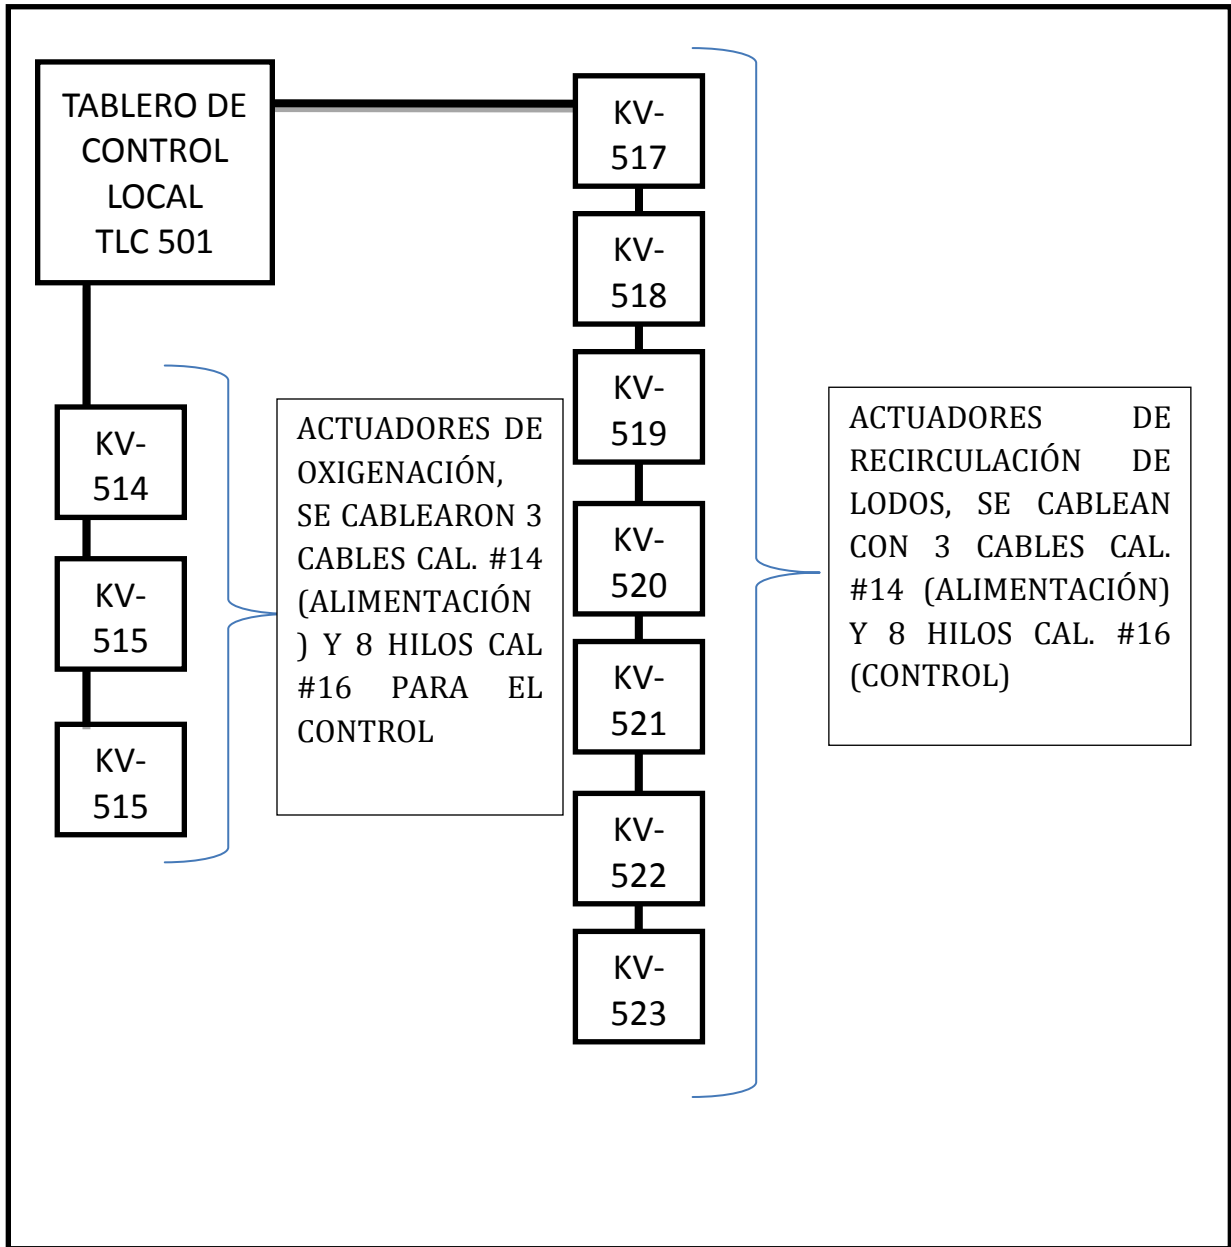 TABLERO DE
CONTROL
LOCAL
TLC 501
KV-
514
KV-
515
KV-
515
ACTUADORES DE
OXIGENACIÓN,
SE CABLEARON 3
CABLES CAL. #14
(ALIMENTACIÓN
) Y 8 HILOS CAL
#16 PARA EL
CONTROL
KV-
517
KV-
518
KV-
519
KV-
520
KV-
521
KV-
522
KV-
523
ACTUADORES DE
RECIRCULACIÓN DE
LODOS, SE CABLEAN
CON 3 CABLES CAL.
#14 (ALIMENTACIÓN)
Y 8 HILOS CAL. #16
(CONTROL)